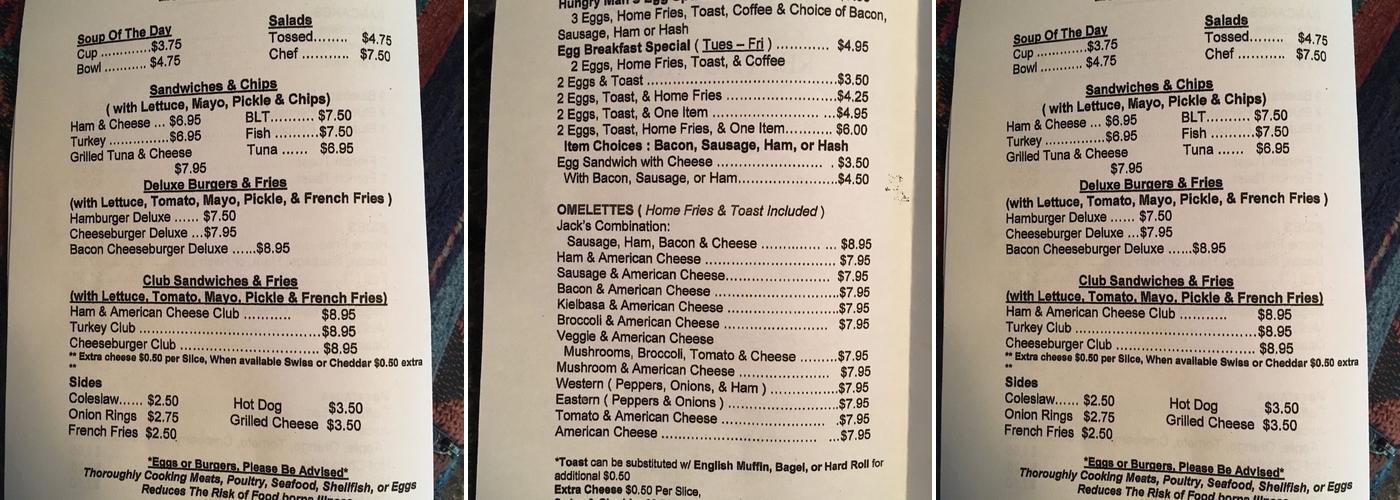 Soup Of The Day
Cup ............$3.75
Bowl ........... $4.75
Salads
Tossed........ $4.75
Chef ........... $7.50
Sandwiches & Chips
( with Lettuce, Mayo, Pickle & Chips)
Ham & Cheese ... $6.95
Turkey .............$6.95
Grilled Tuna & Cheese
$7.95
BLT.......... $7.50
Fish ..........$7.50
Tuna ...... $6.95
Deluxe Burgers & Fries
(with Lettuce, Tomato, Mayo, Pickle, & French Fries )
Hamburger Deluxe ...... $7.50
Cheeseburger Deluxe ...$7.95
Bacon Cheeseburger Deluxe ......$8.95
Club Sandwiches & Fries
(with Lettuce, Tomato, Mayo, Pickle & French Fries)
Ham & American Cheese Club ........... $8.95
Turkey Club ........................................$8.95
Cheeseburger Club .............................. $8.95
** Extra cheese $0.50 per Slice, When available Swiss or Cheddar $0.50 extra
**
Sides
Coleslaw...... $2.50
Onion Rings $2.75
French Fries $2.50
Hot Dog $3.50
Grilled Cheese $3.50
*Eggs or Burgers, Please Be Advised*
Thoroughly Cooking Meats, Poultry, Seafood, Shellfish, or Eggs
Reduces The Risk of Food borne
Hungry Man's
3 Eggs, Home Fries, Toast, Coffee & Choice of Bacon,
Sausage, Ham or Hash
Egg Breakfast Special ( Tues – Fri ) ............ $4.95
2 Eggs, Home Fries, Toast, & Coffee
2 Eggs & Toast ...........................................$3.50
2 Eggs, Toast, & Home Fries .........................$4.25
2 Eggs, Toast, & One Item ............................$4.95
2 Eggs, Toast, Home Fries, & One Item.......... $6.00
Item Choices : Bacon, Sausage, Ham, or Hash
Egg Sandwich with Cheese ........................ . $3.50
With Bacon, Sausage, or Ham......................$4.50
OMELETTES ( Home Fries & Toast Included )
Jack's Combination:
Sausage, Ham, Bacon & Cheese ............. ... $8.95
Ham & American Cheese ............................ $7.95
Sausage & American Cheese........................$7.95
Bacon & American Cheese ..........................$7.95
Kielbasa & American Cheese........................$7.95
Broccoli & American Cheese ........................ $7.95
Veggie & American Cheese
Mushrooms, Broccoli, Tomato & Cheese ........$7.95
Mushroom & American Cheese .................... $7.95
Western ( Peppers, Onions, & Ham ) ..............$7.95
Eastern ( Peppers & Onions ) .......................$7.95
Tomato & American Cheese ........................ .$7.95
American Cheese ..................................... ...$7.95
*Toast can be substituted w/ English Muffin, Bagel, or Hard Roll for
additional $0.50
Extra Cheese $0.50 Per Slice,
Soup Of The Day
Cup ............$3.75
Bowl ........... $4.75
Salads
Tossed........ $4.75
Chef ........... $7.50
Sandwiches & Chips
( with Lettuce, Mayo, Pickle & Chips)
Ham & Cheese ... $6.95
Turkey .............$6.95
Grilled Tuna & Cheese
$7.95
BLT.......... $7.50
Fish ..........$7.50
Tuna ...... $6.95
Deluxe Burgers & Fries
(with Lettuce, Tomato, Mayo, Pickle, & French Fries )
Hamburger Deluxe ...... $7.50
Cheeseburger Deluxe ...$7.95
Bacon Cheeseburger Deluxe ......$8.95
Club Sandwiches & Fries
(with Lettuce, Tomato, Mayo, Pickle & French Fries)
Ham & American Cheese Club ........... $8.95
Turkey Club ........................................$8.95
Cheeseburger Club .............................. $8.95
** Extra cheese $0.50 per Slice, When available Swiss or Cheddar $0.50 extra
**
Sides
Coleslaw...... $2.50
Onion Rings $2.75
French Fries $2.50
Hot Dog $3.50
Grilled Cheese $3.50
*Eggs or Burgers, Please Be Advised*
Thoroughly Cooking Meats, Poultry, Seafood, Shellfish, or Eggs
Reduces The Risk of Food borne